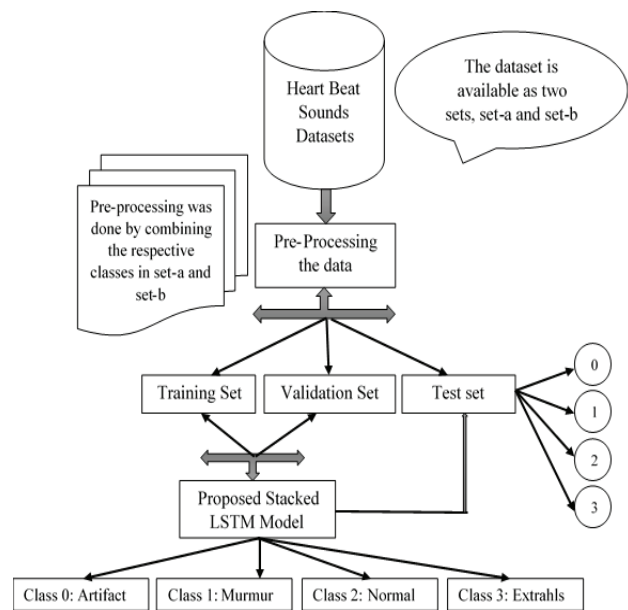 Heart Beat
Sounds
Datasets
The dataset is
available as two
sets, set-a and set-b
Pre-processing was
done by combining
the respective
classes in set-a and
set-b
Pre-Processing
the data
Training Set
Validation Set
Test set
0
1
2
3
Proposed Stacked
LSTM Model
Class 0: Artifact
Class 1: Murmur
Class 2: Normal
Class 3: Extrahls